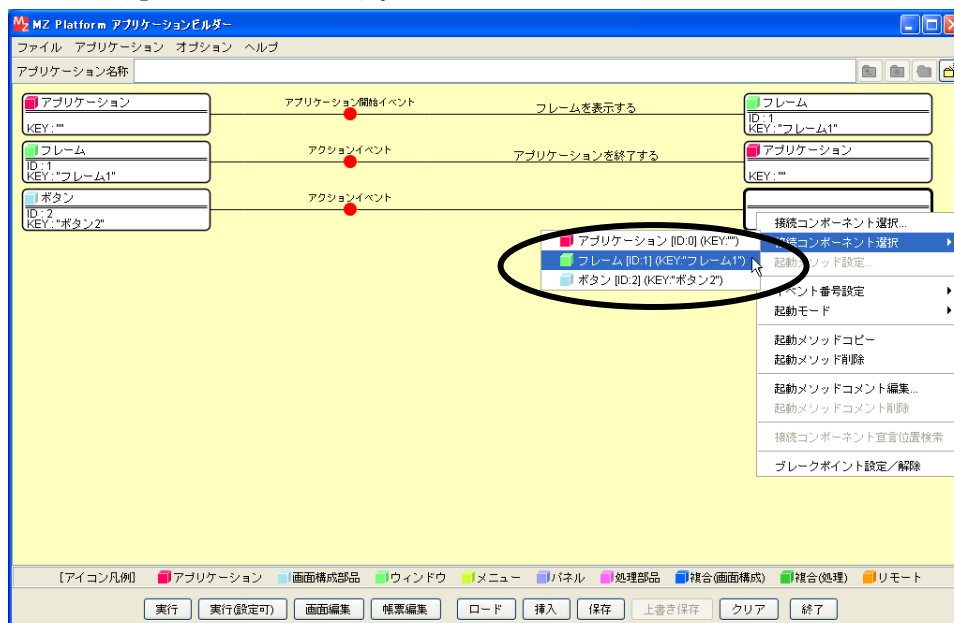 MZ Platform アプリケーションビルダー
ファイル アプリケーション オプション ヘルプ
アプリケーション名称
アプリケーション
KEY:""
アプリケーション開始イベント
フレームを表示する
フレーム
ID:1
KEY:"フレーム1"
フレーム
ID:1
KEY:"フレーム1"
アクションイベント
アプリケーションを終了する
アプリケーション
KEY:""
ボタン
ID:2
KEY:"ボタン2"
アクションイベント
アプリケーション [ID:0] (KEY:"")
フレーム [ID:1] (KEY:"フレーム1")
ボタン [ID:2] (KEY:"ボタン2")
接続コンポーネント選択...
接続コンポーネント選択
起動メソッド設定...
イベント番号設定
起動モード
起動メソッドコピー
起動メソッド削除
起動メソッドコメント編集...
起動メソッドコメント削除
接続コンポーネント宣言位置検索
ブレークポイント設定/解除
[アイコン凡例] アプリケーション 画面構成部品 ウィンドウ メニュー パネル 処理部品 複合(画面構成) 複合(処理) リモート
実行 実行(設定可) 画面編集 帳票編集 ロード 挿入 保存 上書き保存 クリア 終了